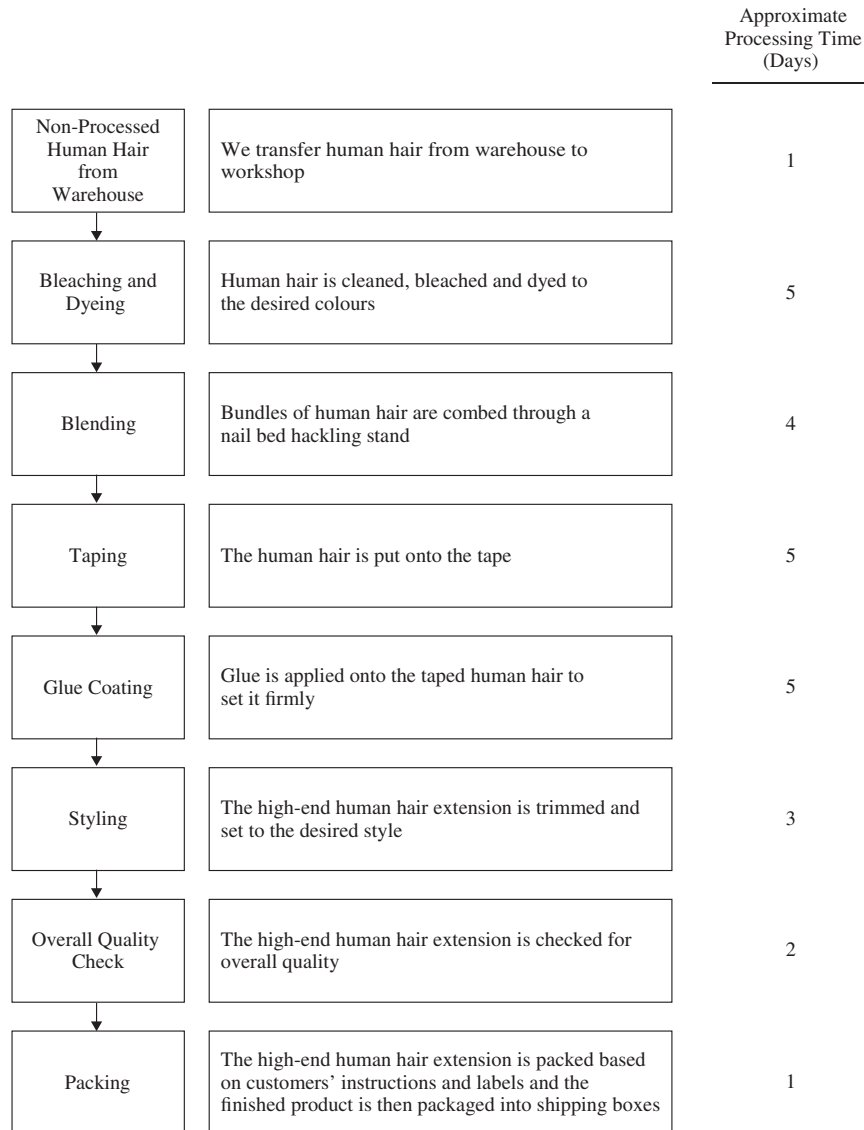 Approximate
Processing Time
(Days)
Non-Processed
Human Hair
from
Warehouse
We transfer human hair from warehouse to
workshop
1
Bleaching and
Dyeing
Human hair is cleaned, bleached and dyed to
the desired colours
5
Blending
Bundles of human hair are combed through a
nail bed hackling stand
4
Taping
The human hair is put onto the tape
5
Glue Coating
Glue is applied onto the taped human hair to
set it firmly
5
Styling
The high-end human hair extension is trimmed and
set to the desired style
3
Overall Quality
Check
The high-end human hair extension is checked for
overall quality
2
Packing
The high-end human hair extension is packed based
on customers’ instructions and labels and the
finished product is then packaged into shipping boxes
1